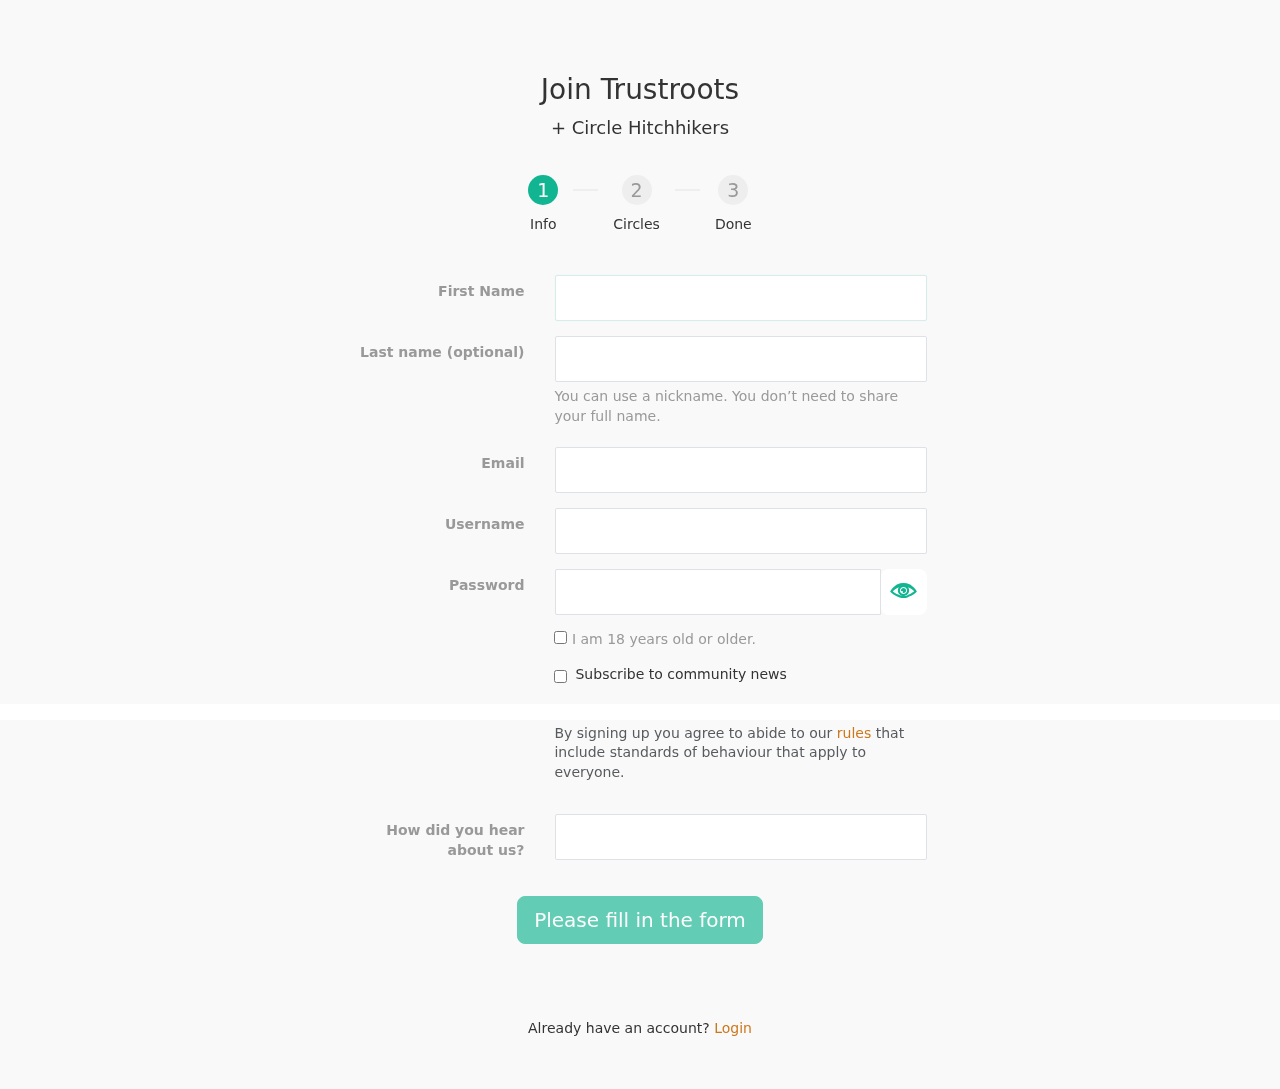 Join Trustroots
+ Circle Hitchhikers
1
2
3
Info
Circles
Done
First Name
Last name (optional)
You can use a nickname. You don’t need to share
your full name.
Email
Username
Password
I am 18 years old or older.
Subscribe to community news
By signing up you agree to abide to our rules that
include standards of behaviour that apply to
everyone.
How did you hear
about us?
Please fill in the form
Already have an account? Login